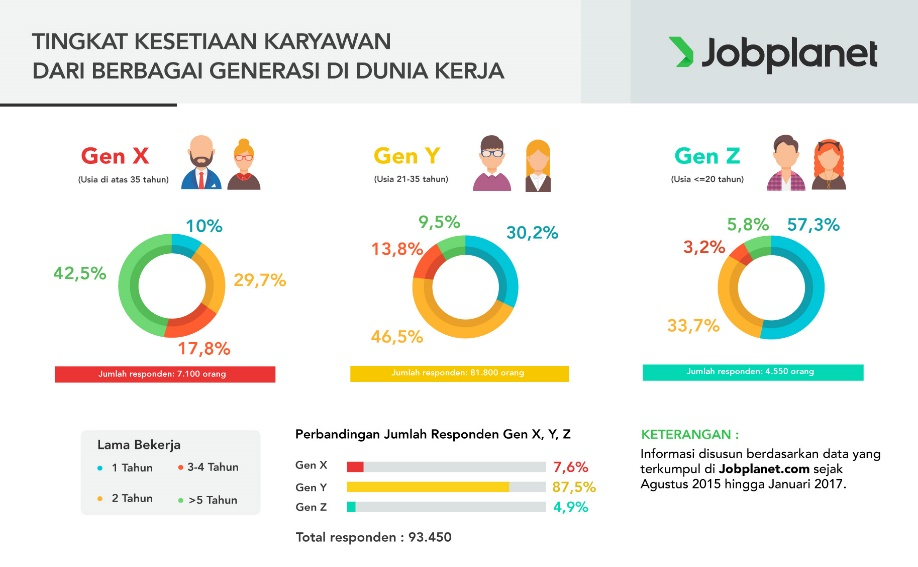 TINGKAT KESETIAAN KARYAWAN
DARI BERBAGAI GENERASI DI DUNIA KERJA
Jobplanet
Gen X
(Usia di atas 35 tahun)
10%
42,5%
29,7%
17,8%
Jumlah responden: 7.100 orang
Gen Y
(Usia 21-35 tahun)
9,5%
30,2%
13,8%
46,5%
Jumlah responden: 81.800 orang
Gen Z
(Usia <=20 tahun)
5,8%
57,3%
3,2%
33,7%
Jumlah responden: 4.550 orang
Lama Bekerja
1 Tahun
3-4 Tahun
2 Tahun
>5 Tahun
Perbandingan Jumlah Responden Gen X, Y, Z
Gen X 7,6%
Gen Y 87,5%
Gen Z 4,9%
Total responden : 93.450
KETERANGAN :
Informasi disusun berdasarkan data yang
terkumpul di Jobplanet.com sejak
Agustus 2015 hingga Januari 2017.